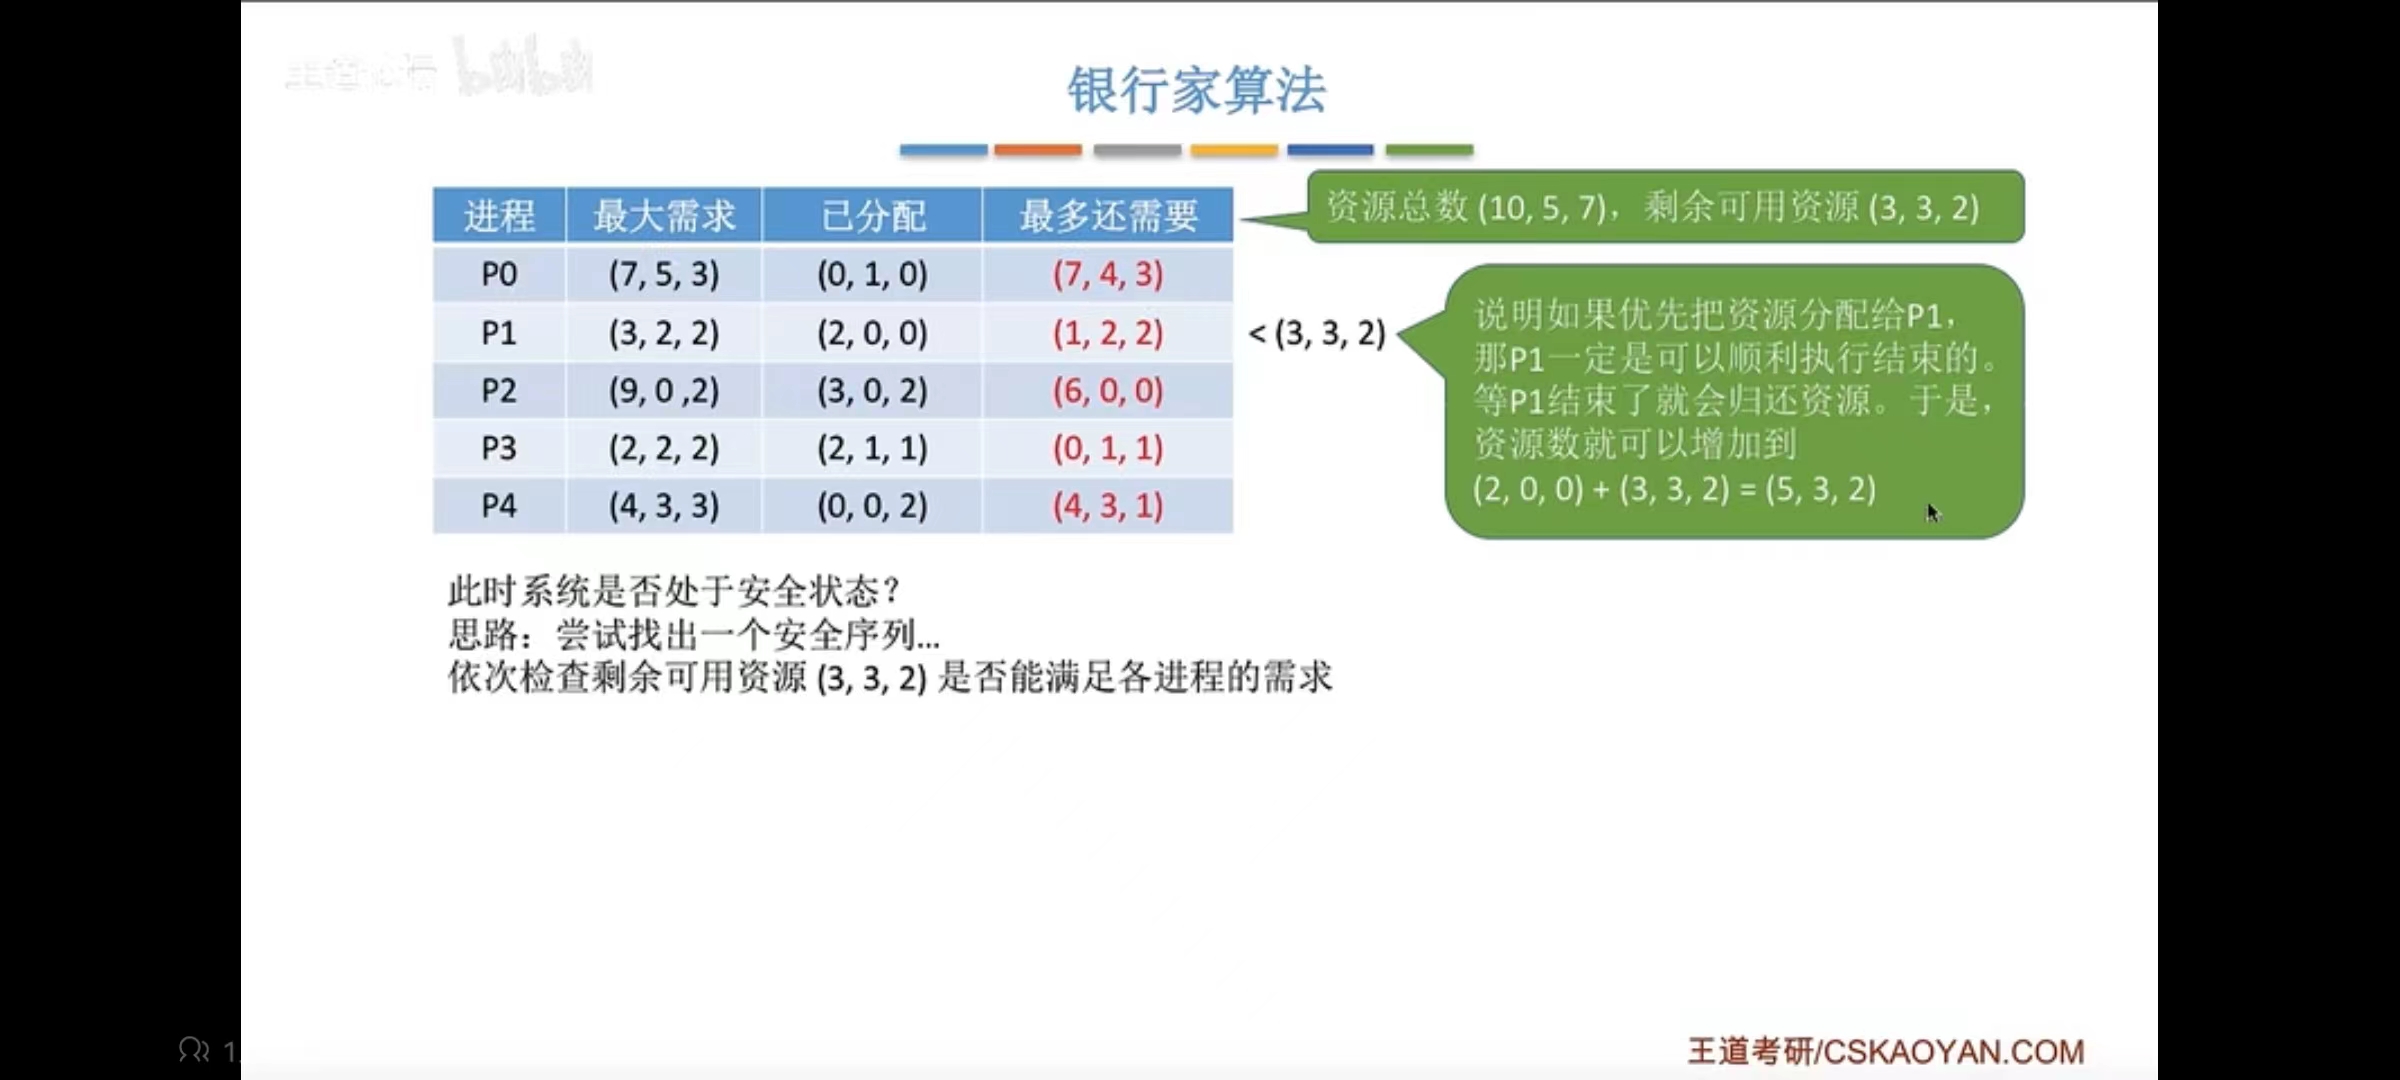 银行家算法
进程 最大需求 已分配 最多还需要
资源总数 (10, 5, 7)，剩余可用资源 (3, 3, 2)
P0 (7, 5, 3) (0, 1, 0) (7, 4, 3)
P1 (3, 2, 2) (2, 0, 0) (1, 2, 2) < (3, 3, 2)
P2 (9, 0 ,2) (3, 0, 2) (6, 0, 0)
P3 (2, 2, 2) (2, 1, 1) (0, 1, 1)
P4 (4, 3, 3) (0, 0, 2) (4, 3, 1)
说明如果优先把资源分配给P1，
那P1一定是可以顺利执行结束的。
等P1结束了就会归还资源。于是，
资源数就可以增加到
(2, 0, 0) + (3, 3, 2) = (5, 3, 2)
此时系统是否处于安全状态？
思路：尝试找出一个安全序列...
依次检查剩余可用资源 (3, 3, 2) 是否能满足各进程的需求
王道考研/CSKAOYAN.COM